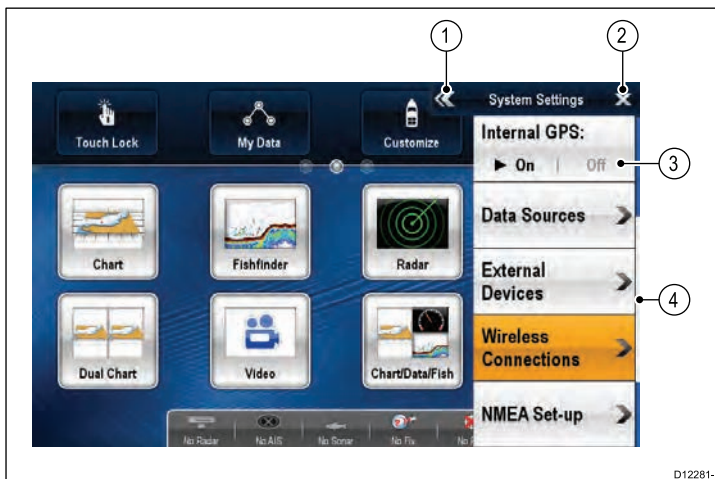 1
2
System Settings
Touch Lock
My Data
Customize
Internal GPS:
On | Off
3
Data Sources
Chart
Fishfinder
Radar
External
Devices
4
Wireless
Connections
Dual Chart
Video
Chart/Data/Fish
NMEA Set-up
No Radar
No AIS
No Sonar
No Fix
No
D12281-